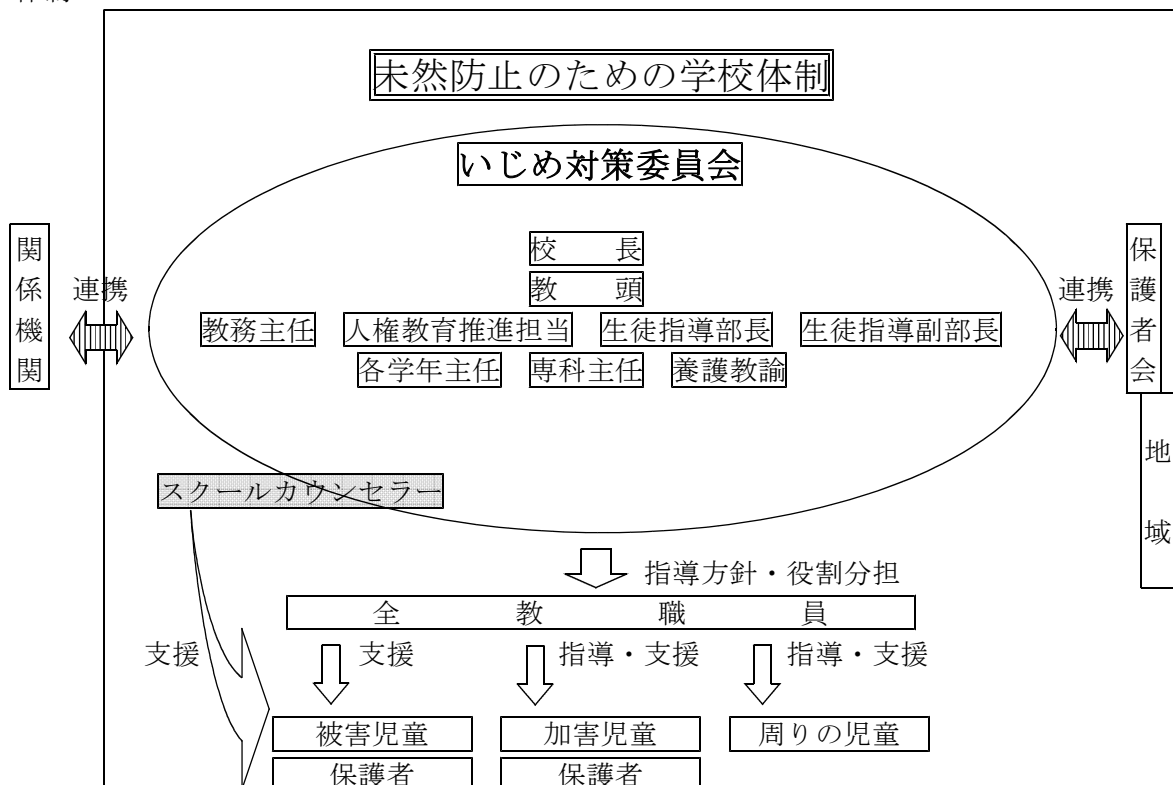 未然防止のための学校体制
いじめ対策委員会
校　　長
教　　頭
教務主任　人権教育推進担当　生徒指導部長　生徒指導副部長
各学年主任　専科主任　養護教諭
関係機関
連携
連携
保護者会
地域
スクールカウンセラー
指導方針・役割分担
全　教　職　員
支援
支援
指導・支援
指導・支援
被害児童　加害児童　周りの児童
保護者　保護者